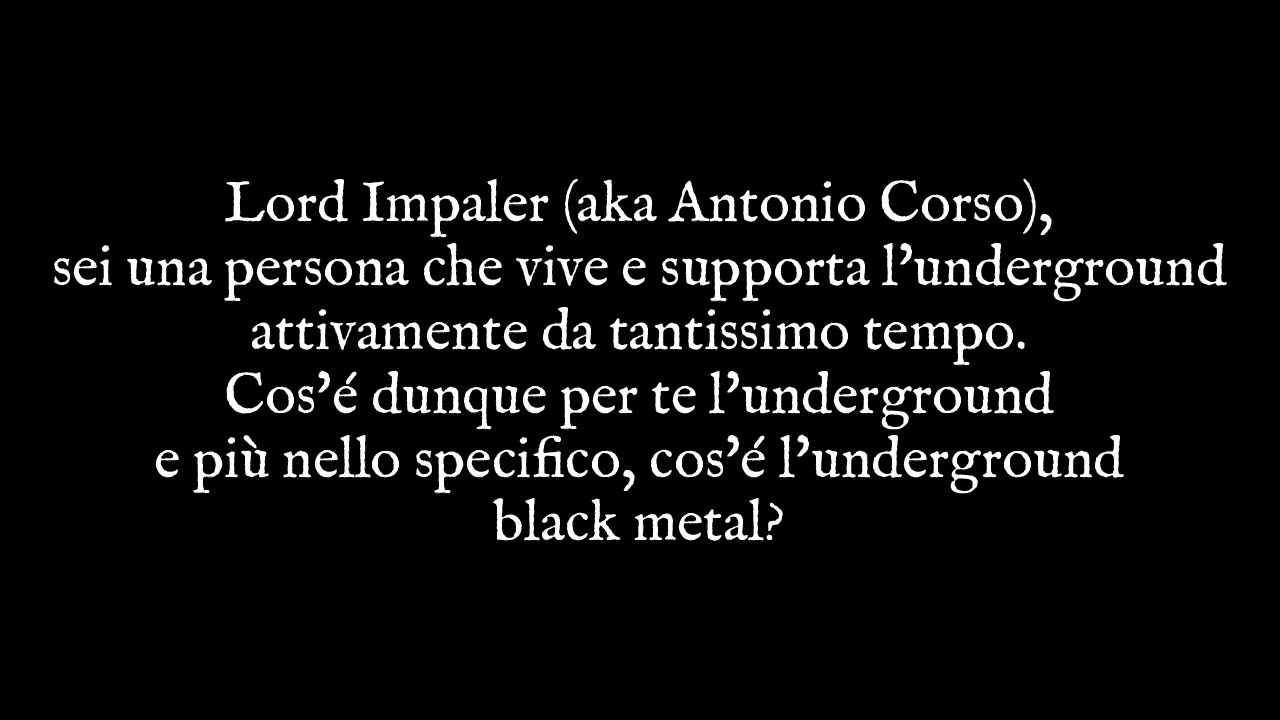 Lord Impaler (aka Antonio Corso),
sei una persona che vive e supporta l’underground
attivamente da tantissimo tempo.
Cos’é dunque per te l’underground
e più nello specifico, cos’é l’underground
black metal?